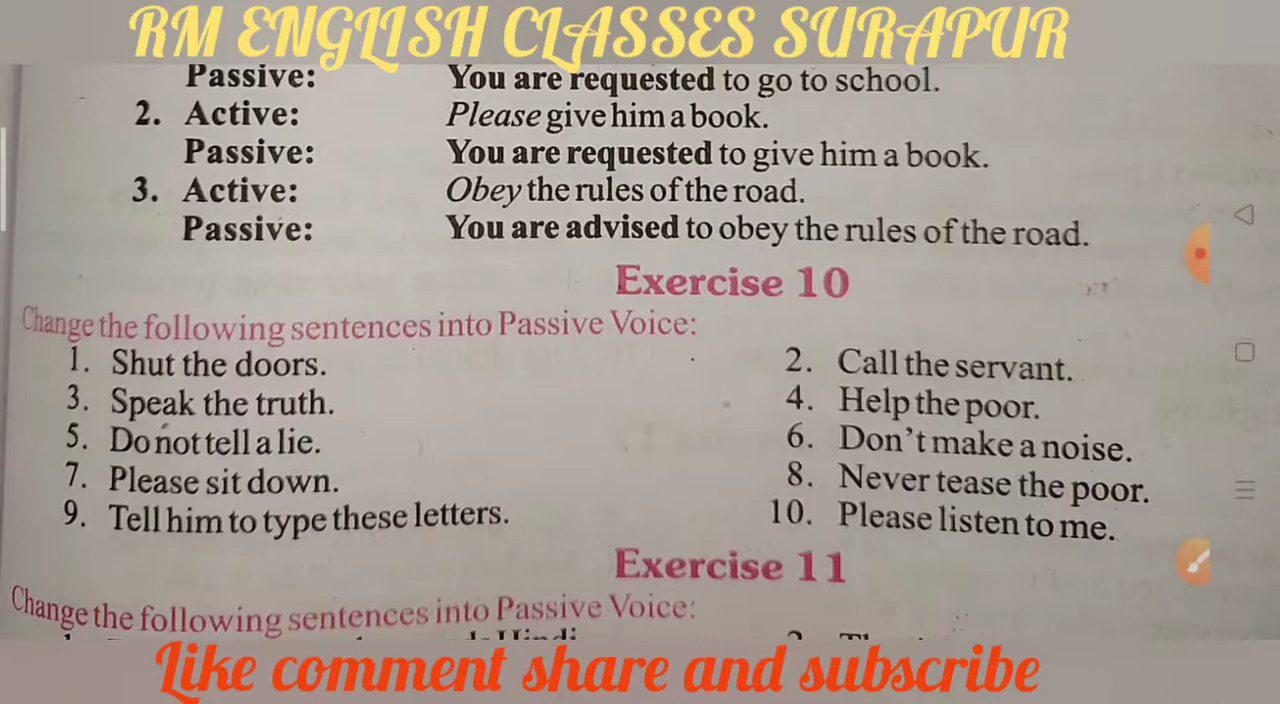 RM ENGLISH CLASSES SURAPUR
Passive: You are requested to go to school.
2. Active: Please give him a book.
Passive: You are requested to give him a book.
3. Active: Obey the rules of the road.
Passive: You are advised to obey the rules of the road.
Exercise 10
Change the following sentences into Passive Voice:
1. Shut the doors. 2. Call the servant.
3. Speak the truth. 4. Help the poor.
5. Do not tell a lie. 6. Don't make a noise.
7. Please sit down. 8. Never tease the poor.
9. Tell him to type these letters. 10. Please listen to me.
Exercise 11
Change the following sentences into Passive Voice:
Like comment share and subscribe